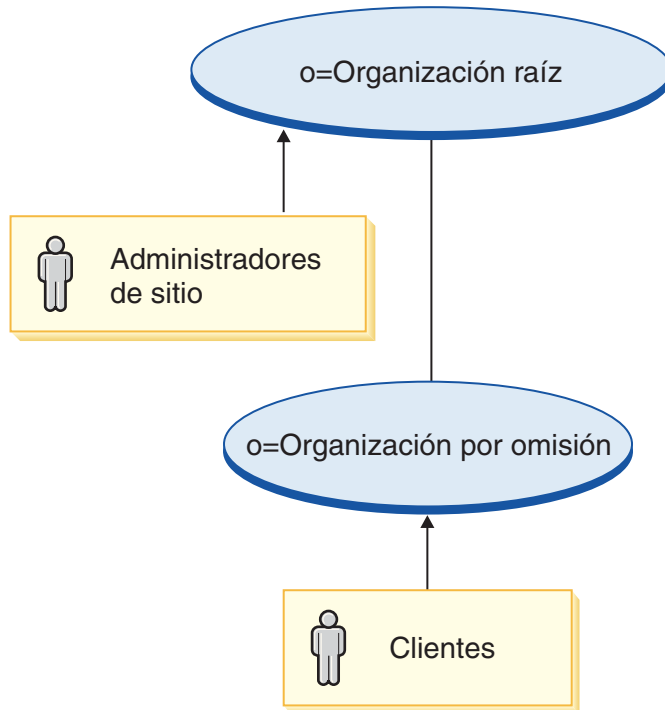 o=Organización raíz
Administradores
de sitio
o=Organización por omisión
Clientes